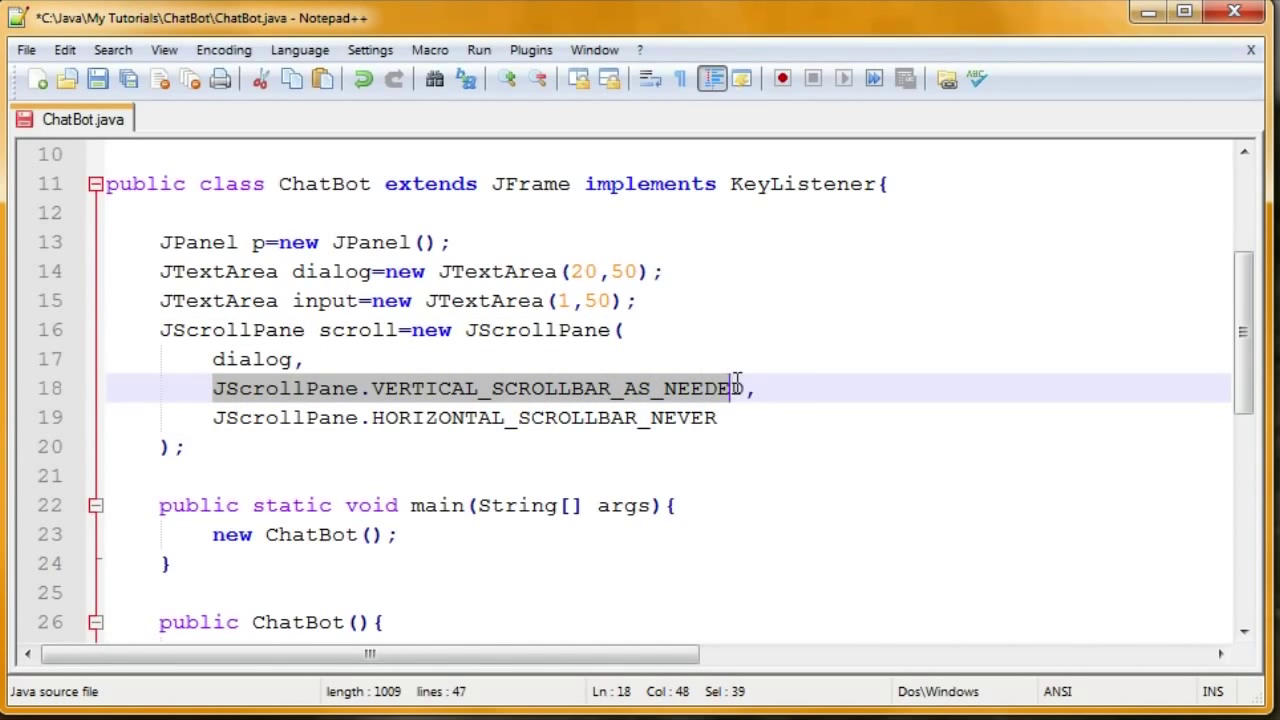 *C:\Java\My Tutorials\ChatBot\ChatBot.java - Notepad++
File Edit Search View Encoding Language Settings Macro Run Plugins Window ? X
ABC
ChatBot.java
10
11 public class ChatBot extends JFrame implements KeyListener{
12
13 JPanel p=new JPanel();
14 JTextArea dialog=new JTextArea(20,50);
15 JTextArea input=new JTextArea(1,50);
16 JScrollPane scroll=new JScrollPane(
17 dialog,
18 JScrollPane.VERTICAL_SCROLLBAR_AS_NEEDED,
19 JScrollPane.HORIZONTAL_SCROLLBAR_NEVER
20 );
21
22 public static void main(String[] args){
23 new ChatBot();
24 }
25
26 public ChatBot(){
Java source file length : 1009 lines : 47 Ln : 18 Col : 48 Sel : 39 Dos\Windows ANSI INS